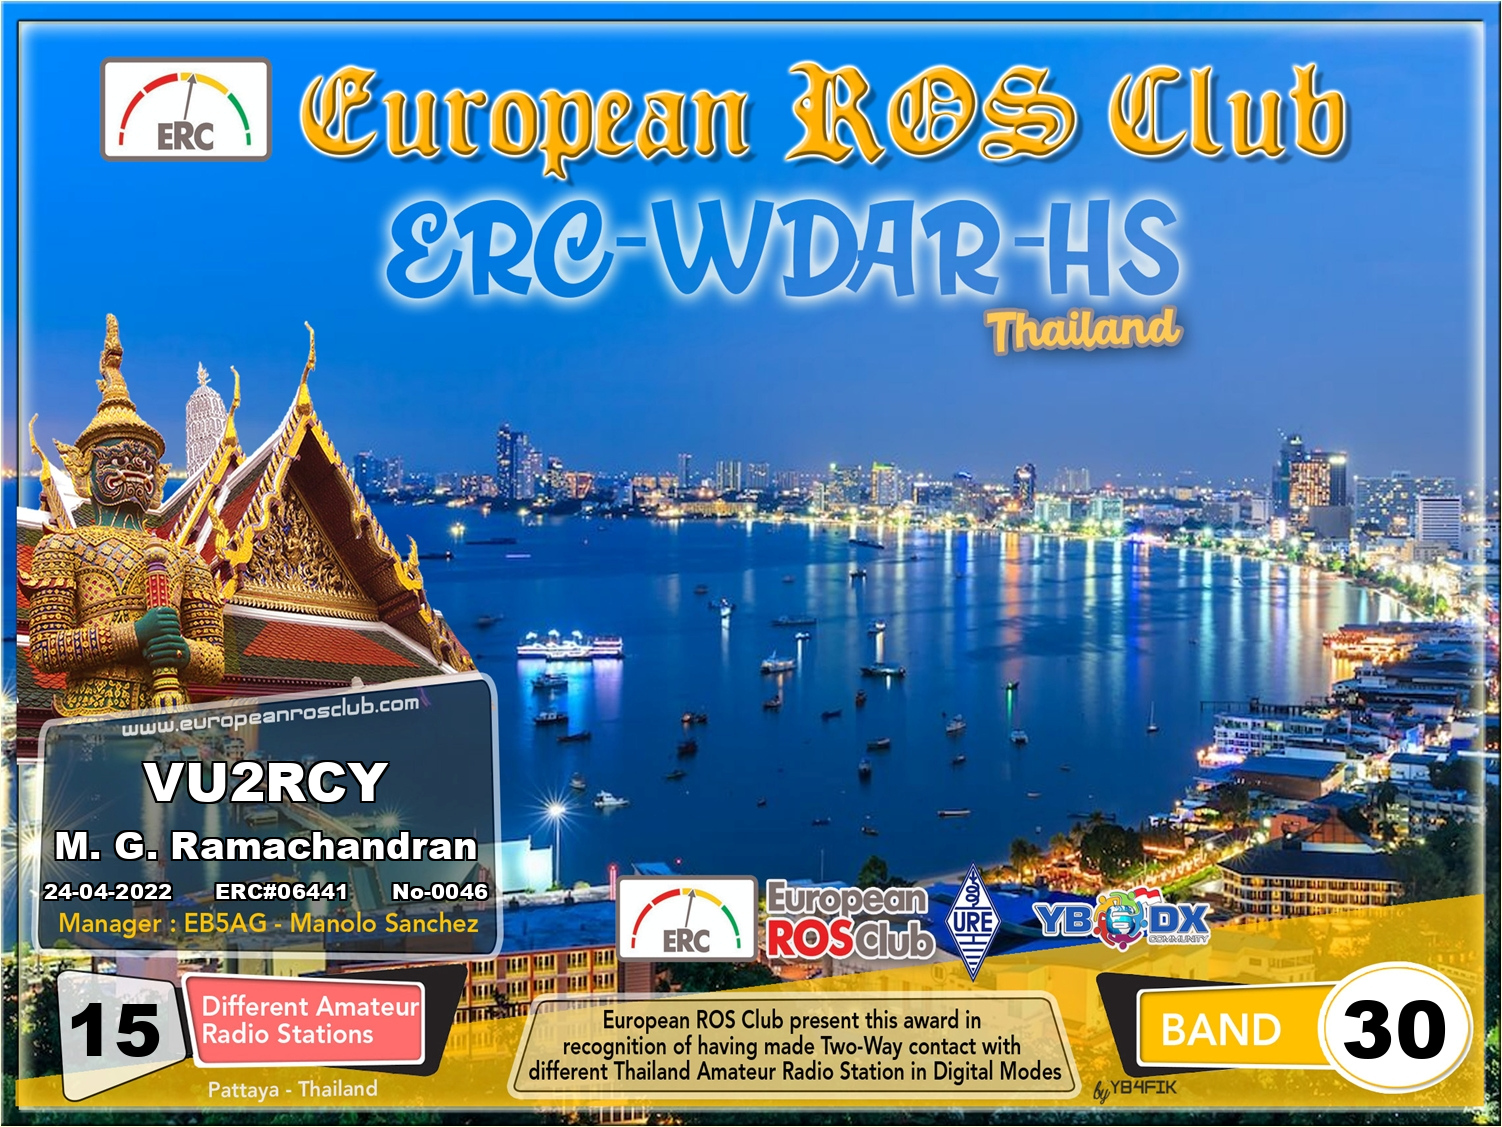 ERC
European ROS Club
ERC-WDAR-HS
Thailand
www.europeanrosclub.com
VU2RCY
M. G. Ramachandran
24-04-2022 ERC#06441 No-0046
Manager : EB5AG - Manolo Sanchez
ERC
European
ROSClub
URE
YB DX
COMMUNITY
15
Different Amateur
Radio Stations
Pattaya - Thailand
European ROS Club present this award in
recognition of having made Two-Way contact with
different Thailand Amateur Radio Station in Digital Modes
by YB4FIK
BAND
30